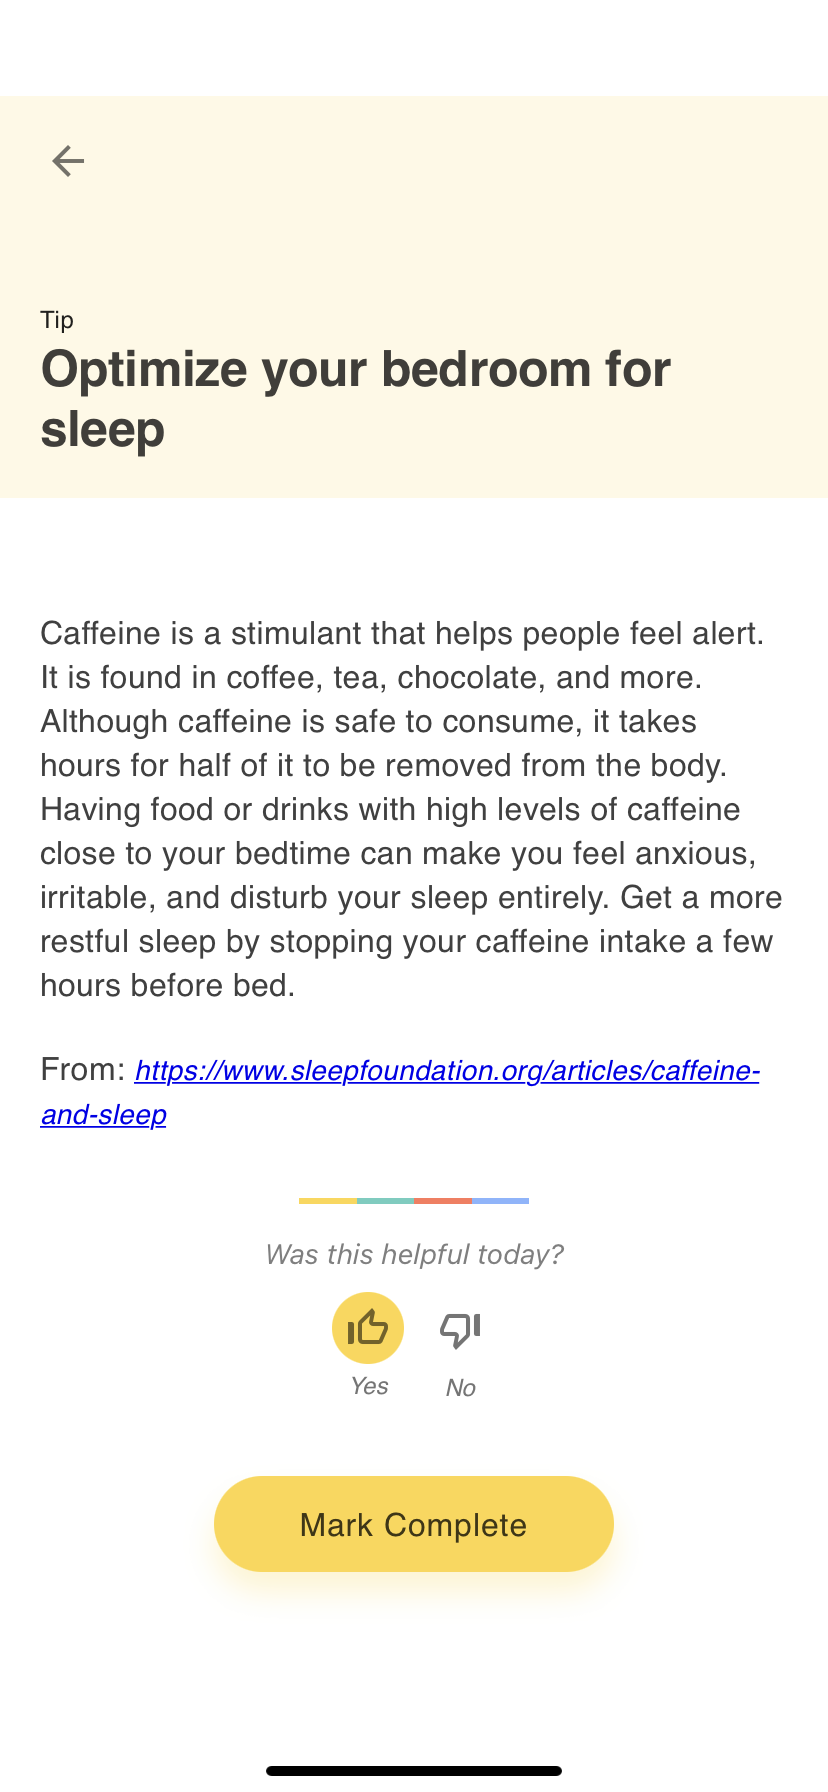 Tip
Optimize your bedroom for
sleep
Caffeine is a stimulant that helps people feel alert.
It is found in coffee, tea, chocolate, and more.
Although caffeine is safe to consume, it takes
hours for half of it to be removed from the body.
Having food or drinks with high levels of caffeine
close to your bedtime can make you feel anxious,
irritable, and disturb your sleep entirely. Get a more
restful sleep by stopping your caffeine intake a few
hours before bed.
From: https://www.sleepfoundation.org/articles/caffeine-
and-sleep
Was this helpful today?
Yes No
Mark Complete